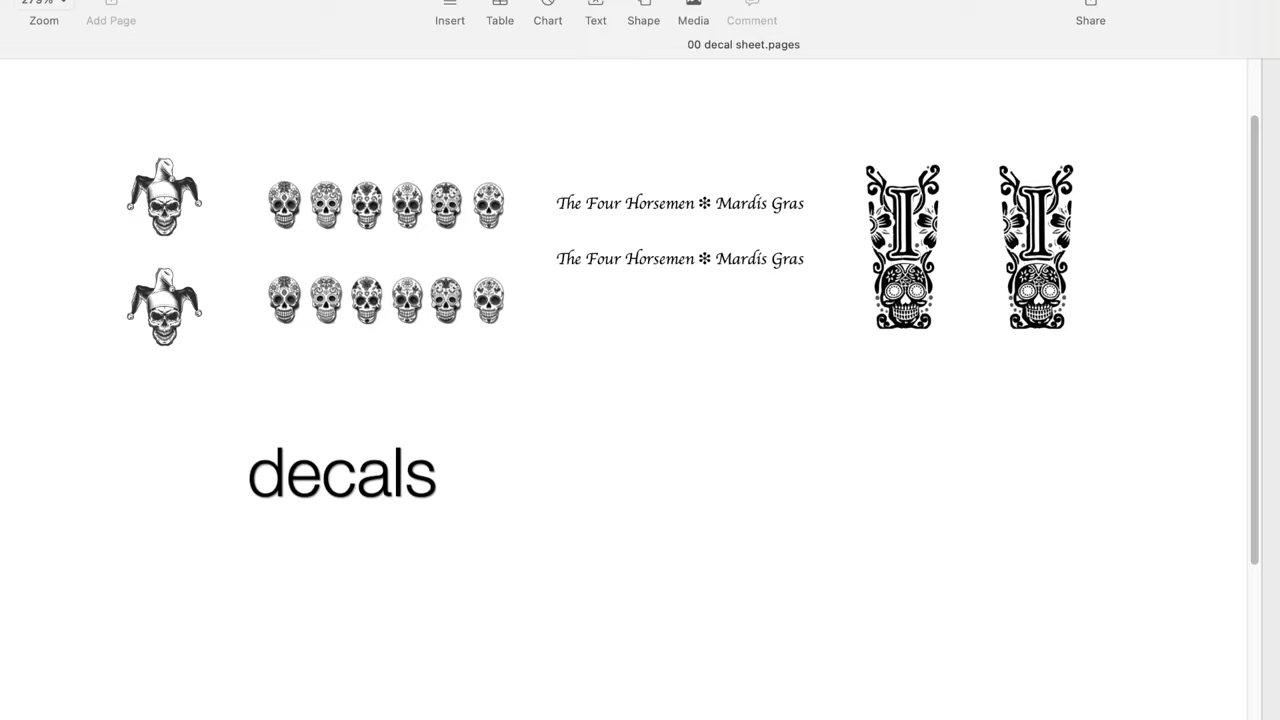 279%
Zoom
Add Page
Insert
Table
Chart
Text
Shape
Media
Comment
Share
00 decal sheet.pages
The Four Horsemen ❇ Mardis Gras
The Four Horsemen ❇ Mardis Gras
I
I
decals